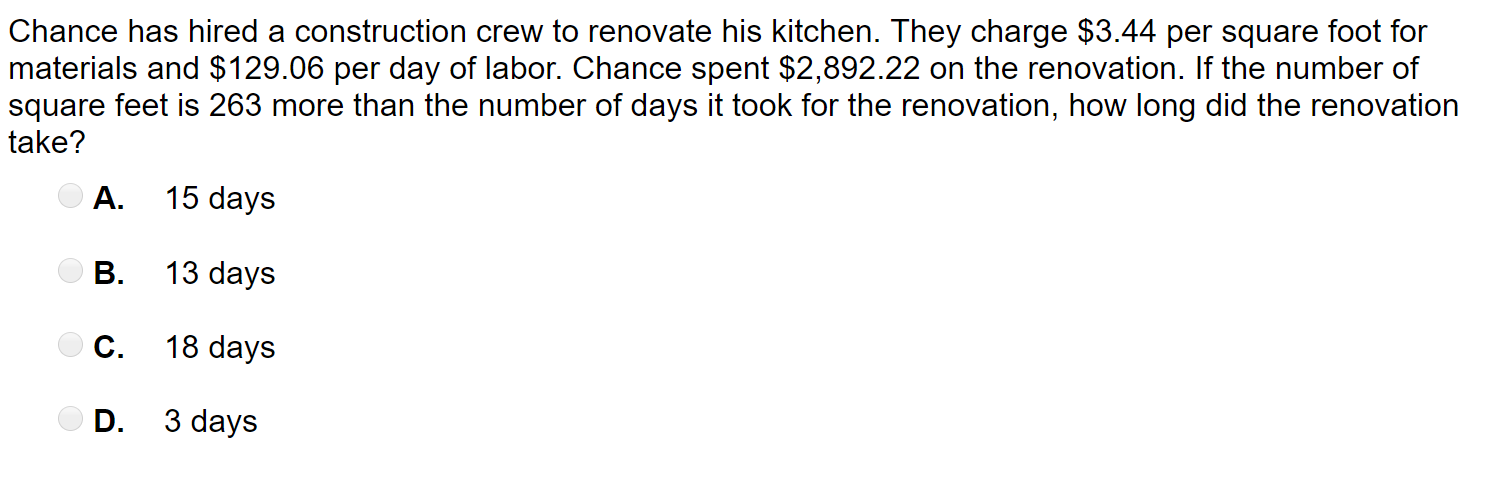 Chance has hired a construction crew to renovate his kitchen. They charge $3.44 per square foot for
materials and $129.06 per day of labor. Chance spent $2,892.22 on the renovation. If the number of
square feet is 263 more than the number of days it took for the renovation, how long did the renovation
take?
A. 15 days
B. 13 days
C. 18 days
D. 3 days